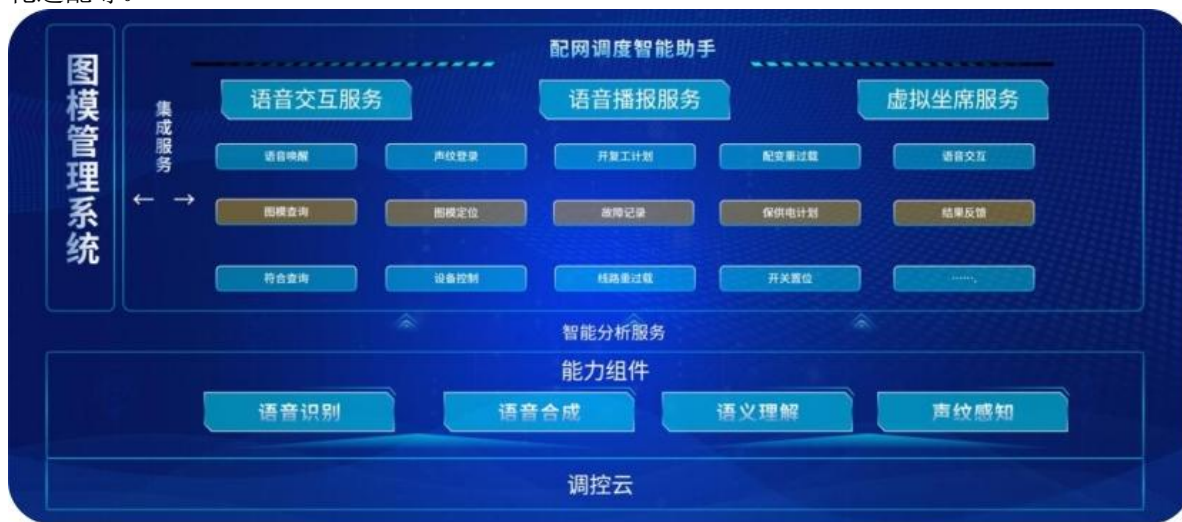 图模管理系统
配网调度智能助手
集成服务
← →
语音交互服务
语音播报服务
虚拟坐席服务
语音唤醒
声纹登录
开复工计划
配变重过载
语音交互
图模查询
图模定位
故障记录
保供电计划
结果反馈
符合查询
设备控制
线路重过载
开关置位
…….
智能分析服务
能力组件
语音识别
语音合成
语义理解
声纹感知
调控云